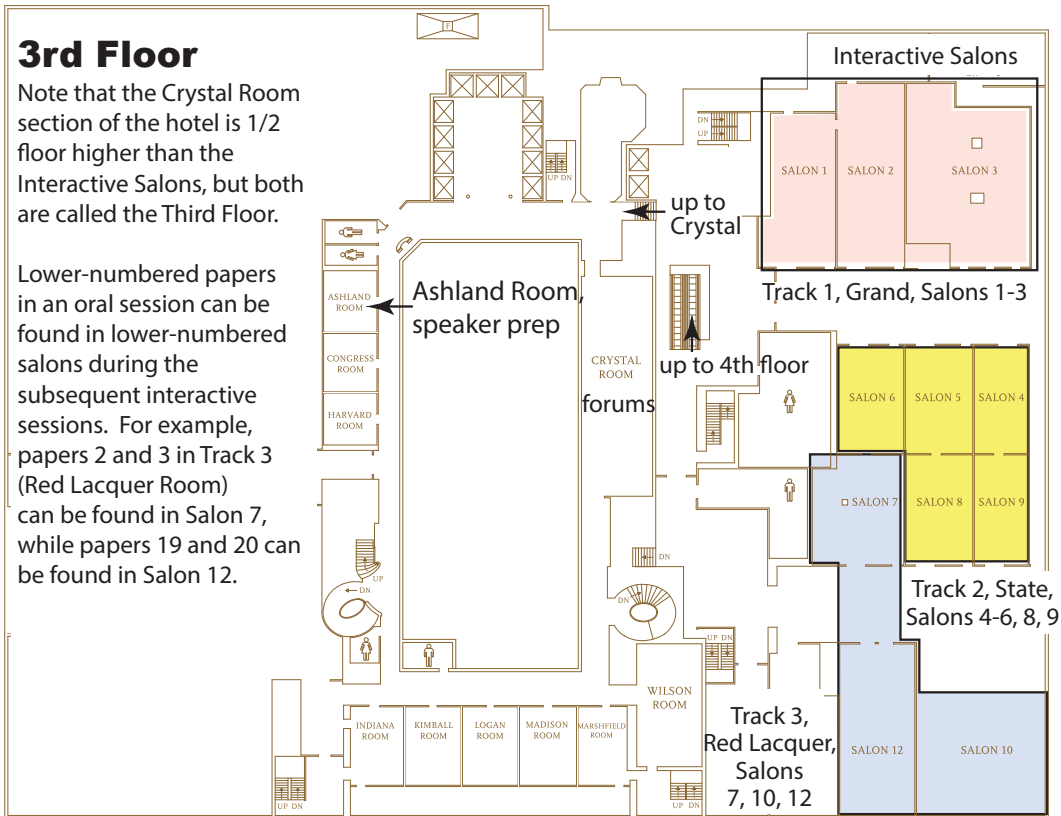 3rd Floor
Note that the Crystal Room
section of the hotel is 1/2
floor higher than the
Interactive Salons, but both
are called the Third Floor.
Lower-numbered papers
in an oral session can be
found in lower-numbered
salons during the
subsequent interactive
sessions. For example,
papers 2 and 3 in Track 3
(Red Lacquer Room)
can be found in Salon 7,
while papers 19 and 20 can
be found in Salon 12.
F
UP DN
DN
UP
Interactive Salons
SALON 1
SALON 2
SALON 3
Track 1, Grand, Salons 1-3
up to
Crystal
ASHLAND
ROOM
Ashland Room,
speaker prep
CONGRESS
ROOM
HARVARD
ROOM
CRYSTAL
ROOM
forums
up to 4th floor
SALON 6
SALON 5
SALON 4
SALON 7
SALON 8
SALON 9
Track 2, State,
Salons 4-6, 8, 9
UP
DN
DN
DN
UP DN
WILSON
ROOM
INDIANA
ROOM
KIMBALL
ROOM
LOGAN
ROOM
MADISON
ROOM
MARSHFIELD
ROOM
Track 3,
Red Lacquer,
Salons
7, 10, 12
SALON 12
SALON 10
UP DN
UP DN